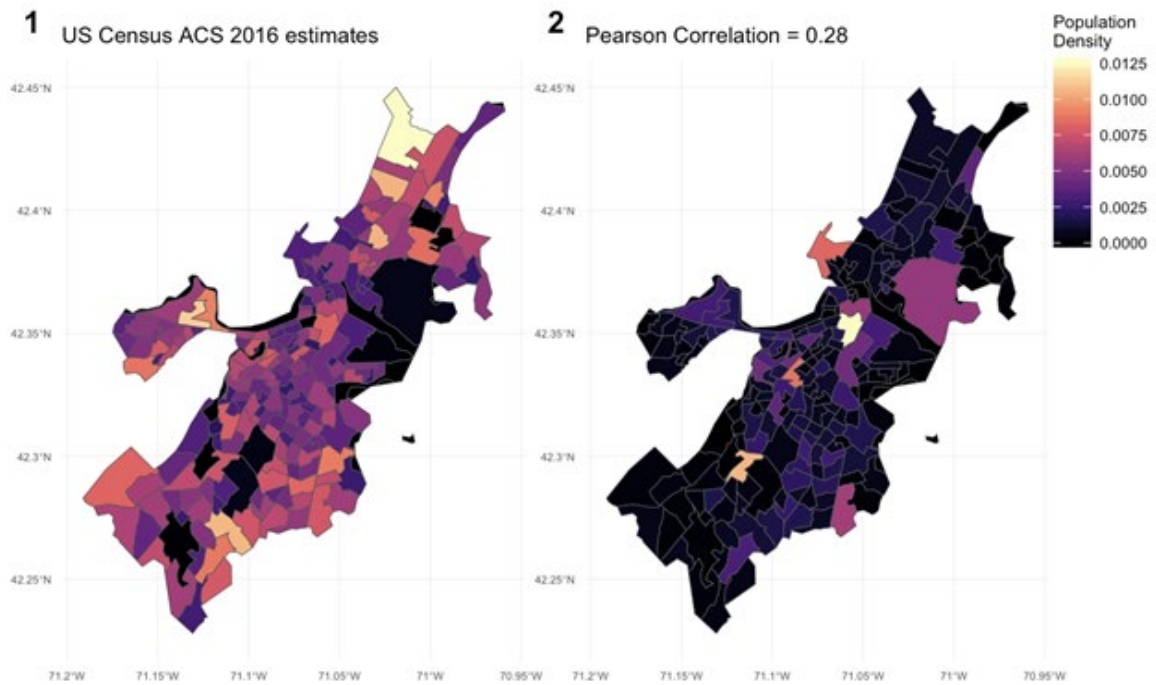 1 US Census ACS 2016 estimates
2 Pearson Correlation = 0.28
Population
Density
0.0125
0.0100
0.0075
0.0050
0.0025
0.0000
42.45°N
42.4°N
42.35°N
42.3°N
42.25°N
71.2°W 71.15°W 71.1°W 71.05°W 71°W 70.95°W
42.45°N
42.4°N
42.35°N
42.3°N
42.25°N
71.2°W 71.15°W 71.1°W 71.05°W 71°W 70.95°W